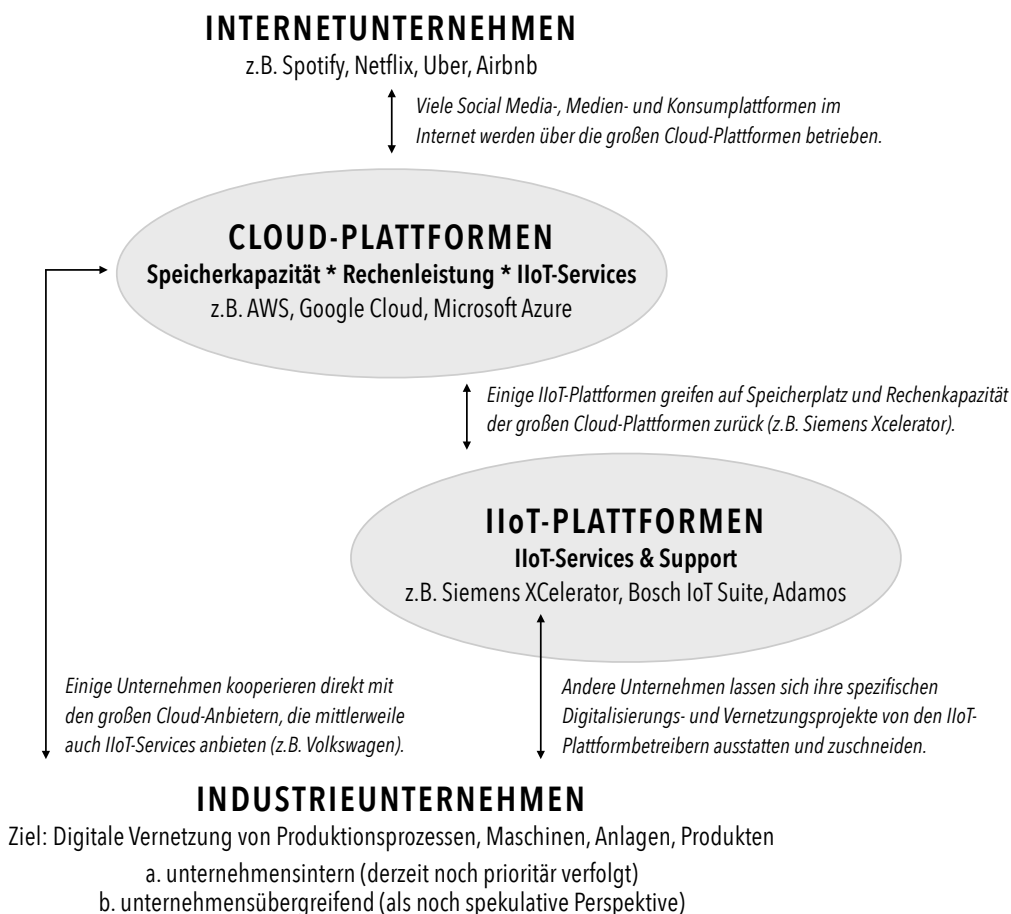 INTERNETUNTERNEHMEN
z.B. Spotify, Netflix, Uber, Airbnb
Viele Social Media-, Medien- und Konsumplattformen im
Internet werden über die großen Cloud-Plattformen betrieben.
CLOUD-PLATTFORMEN
Speicherkapazität * Rechenleistung * IIoT-Services
z.B. AWS, Google Cloud, Microsoft Azure
Einige IIoT-Plattformen greifen auf Speicherplatz und Rechenkapazität
der großen Cloud-Plattformen zurück (z.B. Siemens Xcelerator).
IIoT-PLATTFORMEN
IIoT-Services & Support
z.B. Siemens XCelerator, Bosch IoT Suite, Adamos
Einige Unternehmen kooperieren direkt mit
den großen Cloud-Anbietern, die mittlerweile
auch IIoT-Services anbieten (z.B. Volkswagen).
Andere Unternehmen lassen sich ihre spezifischen
Digitalisierungs- und Vernetzungsprojekte von den IIoT-
Plattformbetreibern ausstatten und zuschneiden.
INDUSTRIEUNTERNEHMEN
Ziel: Digitale Vernetzung von Produktionsprozessen, Maschinen, Anlagen, Produkten
a. unternehmensintern (derzeit noch prioritär verfolgt)
b. unternehmensübergreifend (als noch spekulative Perspektive)